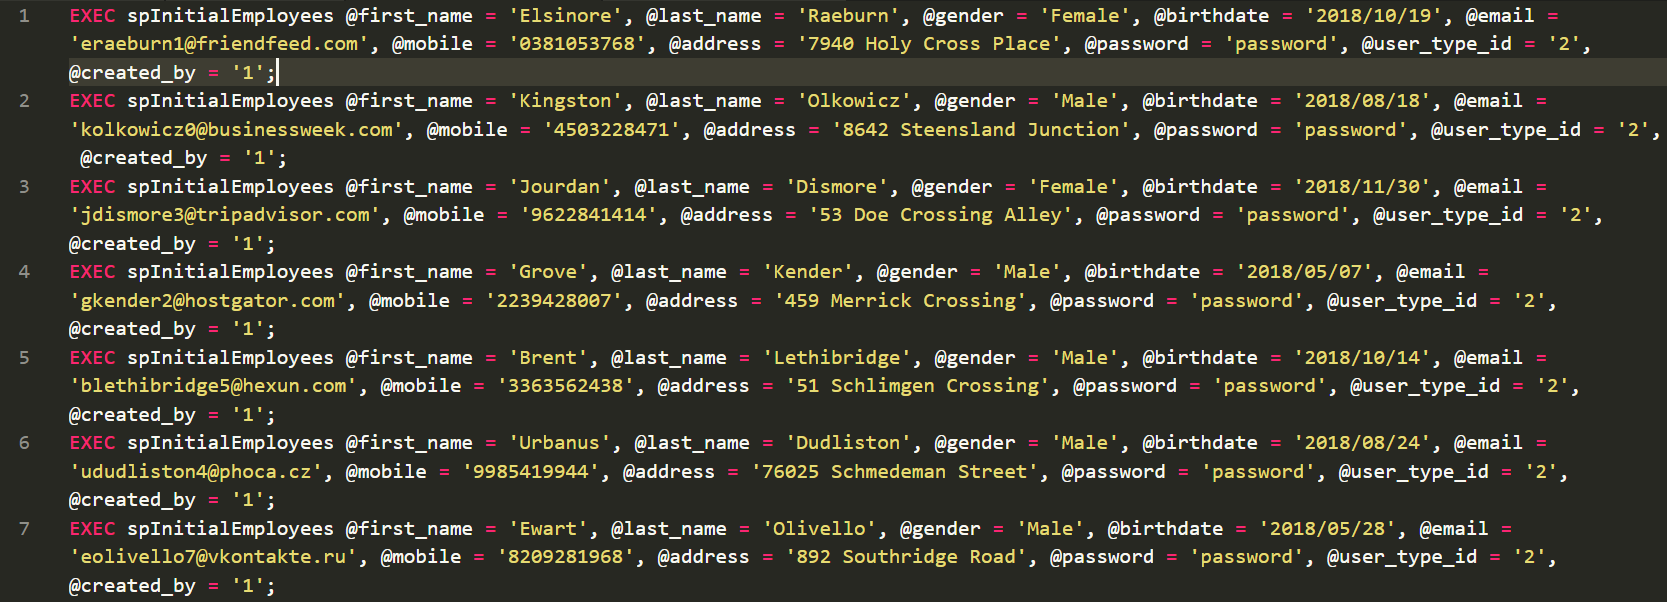 1 EXEC spInitialEmployees @first_name = 'Elsinore', @last_name = 'Raeburn', @gender = 'Female', @birthdate = '2018/10/19', @email =
'eraeburn1@friendfeed.com', @mobile = '0381053768', @address = '7940 Holy Cross Place', @password = 'password', @user_type_id = '2',
@created_by = '1';
2 EXEC spInitialEmployees @first_name = 'Kingston', @last_name = 'Olkowicz', @gender = 'Male', @birthdate = '2018/08/18', @email =
'kolkowicz0@businessweek.com', @mobile = '4503228471', @address = '8642 Steensland Junction', @password = 'password', @user_type_id = '2',
@created_by = '1';
3 EXEC spInitialEmployees @first_name = 'Jourdan', @last_name = 'Dismore', @gender = 'Female', @birthdate = '2018/11/30', @email =
'jdismore3@tripadvisor.com', @mobile = '9622841414', @address = '53 Doe Crossing Alley', @password = 'password', @user_type_id = '2',
@created_by = '1';
4 EXEC spInitialEmployees @first_name = 'Grove', @last_name = 'Kender', @gender = 'Male', @birthdate = '2018/05/07', @email =
'gkender2@hostgator.com', @mobile = '2239428007', @address = '459 Merrick Crossing', @password = 'password', @user_type_id = '2',
@created_by = '1';
5 EXEC spInitialEmployees @first_name = 'Brent', @last_name = 'Lethibridge', @gender = 'Male', @birthdate = '2018/10/14', @email =
'blethibridge5@hexun.com', @mobile = '3363562438', @address = '51 Schlimgen Crossing', @password = 'password', @user_type_id = '2',
@created_by = '1';
6 EXEC spInitialEmployees @first_name = 'Urbanus', @last_name = 'Dudliston', @gender = 'Male', @birthdate = '2018/08/24', @email =
'ududliston4@phoca.cz', @mobile = '9985419944', @address = '76025 Schmedeman Street', @password = 'password', @user_type_id = '2',
@created_by = '1';
7 EXEC spInitialEmployees @first_name = 'Ewart', @last_name = 'Olivello', @gender = 'Male', @birthdate = '2018/05/28', @email =
'eolivello7@vkontakte.ru', @mobile = '8209281968', @address = '892 Southridge Road', @password = 'password', @user_type_id = '2',
@created_by = '1';